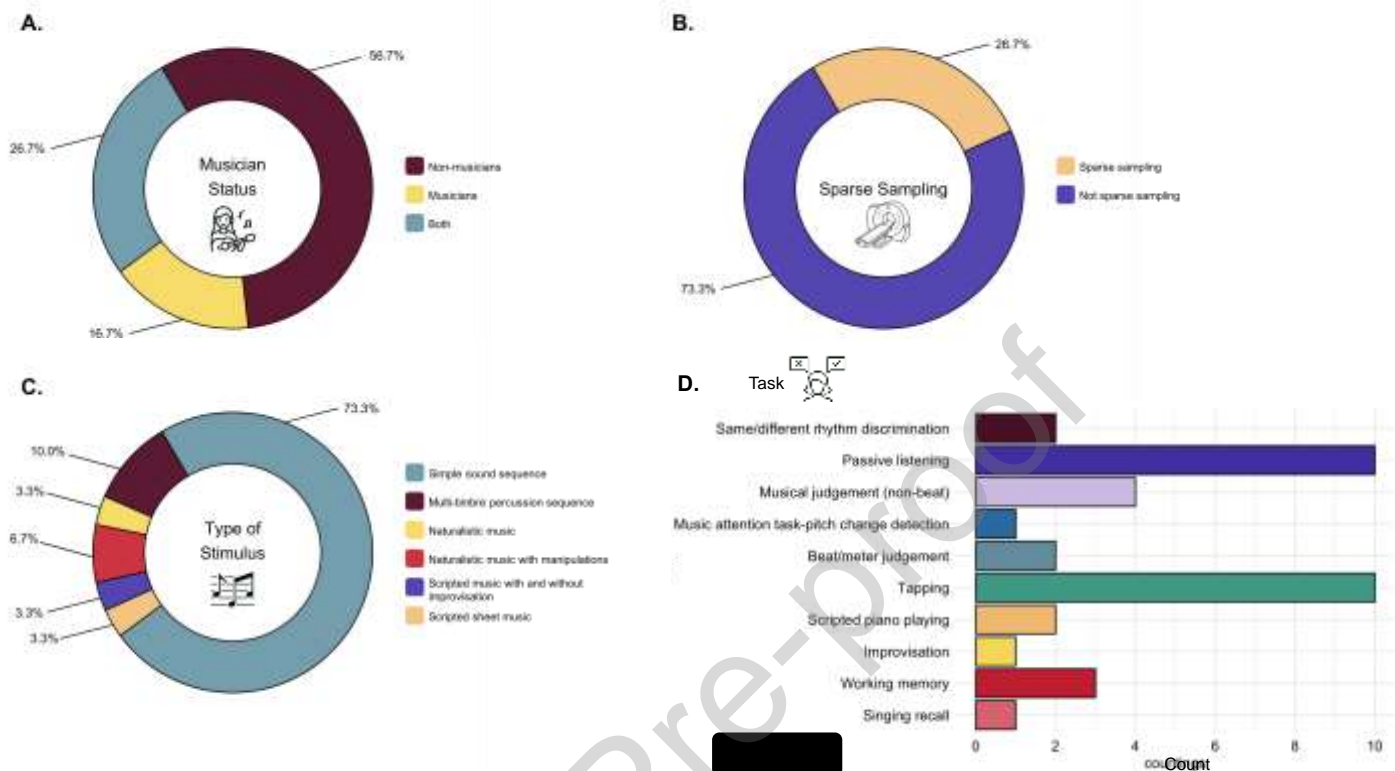 A.
56.7%
26.7%
16.7%
Musician
Status
Non-musicians
Musicians
Both
B.
26.7%
73.3%
Sparse Sampling
Sparse sampling
Not sparse sampling
C.
73.3%
10.0%
3.3%
6.7%
3.3%
3.3%
Type of
Stimulus
Simple sound sequence
Multi-timbre percussion sequence
Naturalistic music
Naturalistic music with manipulations
Scripted music with and without
improvisation
Scripted sheet music
D.
Task
Same/different rhythm discrimination
Passive listening
Musical judgement (non-beat)
Music attention task-pitch change detection
Beat/meter judgement
Tapping
Scripted piano playing
Improvisation
Working memory
Singing recall
0 2 4 6 8 10
Count
Pre-proof